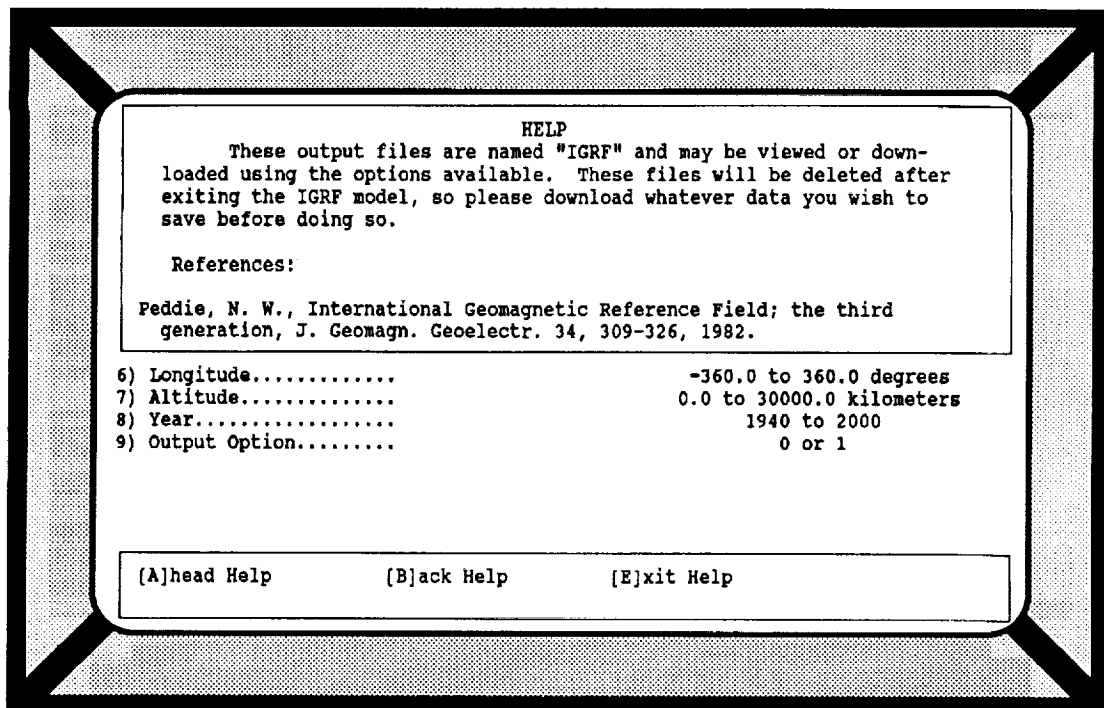 HELP
These output files are named "IGRF" and may be viewed or down-
loaded using the options available. These files will be deleted after
exiting the IGRF model, so please download whatever data you wish to
save before doing so.
References:
Peddie, N. W., International Geomagnetic Reference Field; the third
generation, J. Geomagn. Geoelectr. 34, 309-326, 1982.
6) Longitude............. -360.0 to 360.0 degrees
7) Altitude.............. 0.0 to 30000.0 kilometers
8) Year.................. 1940 to 2000
9) Output Option......... 0 or 1
[A]head Help [B]ack Help [E]xit Help